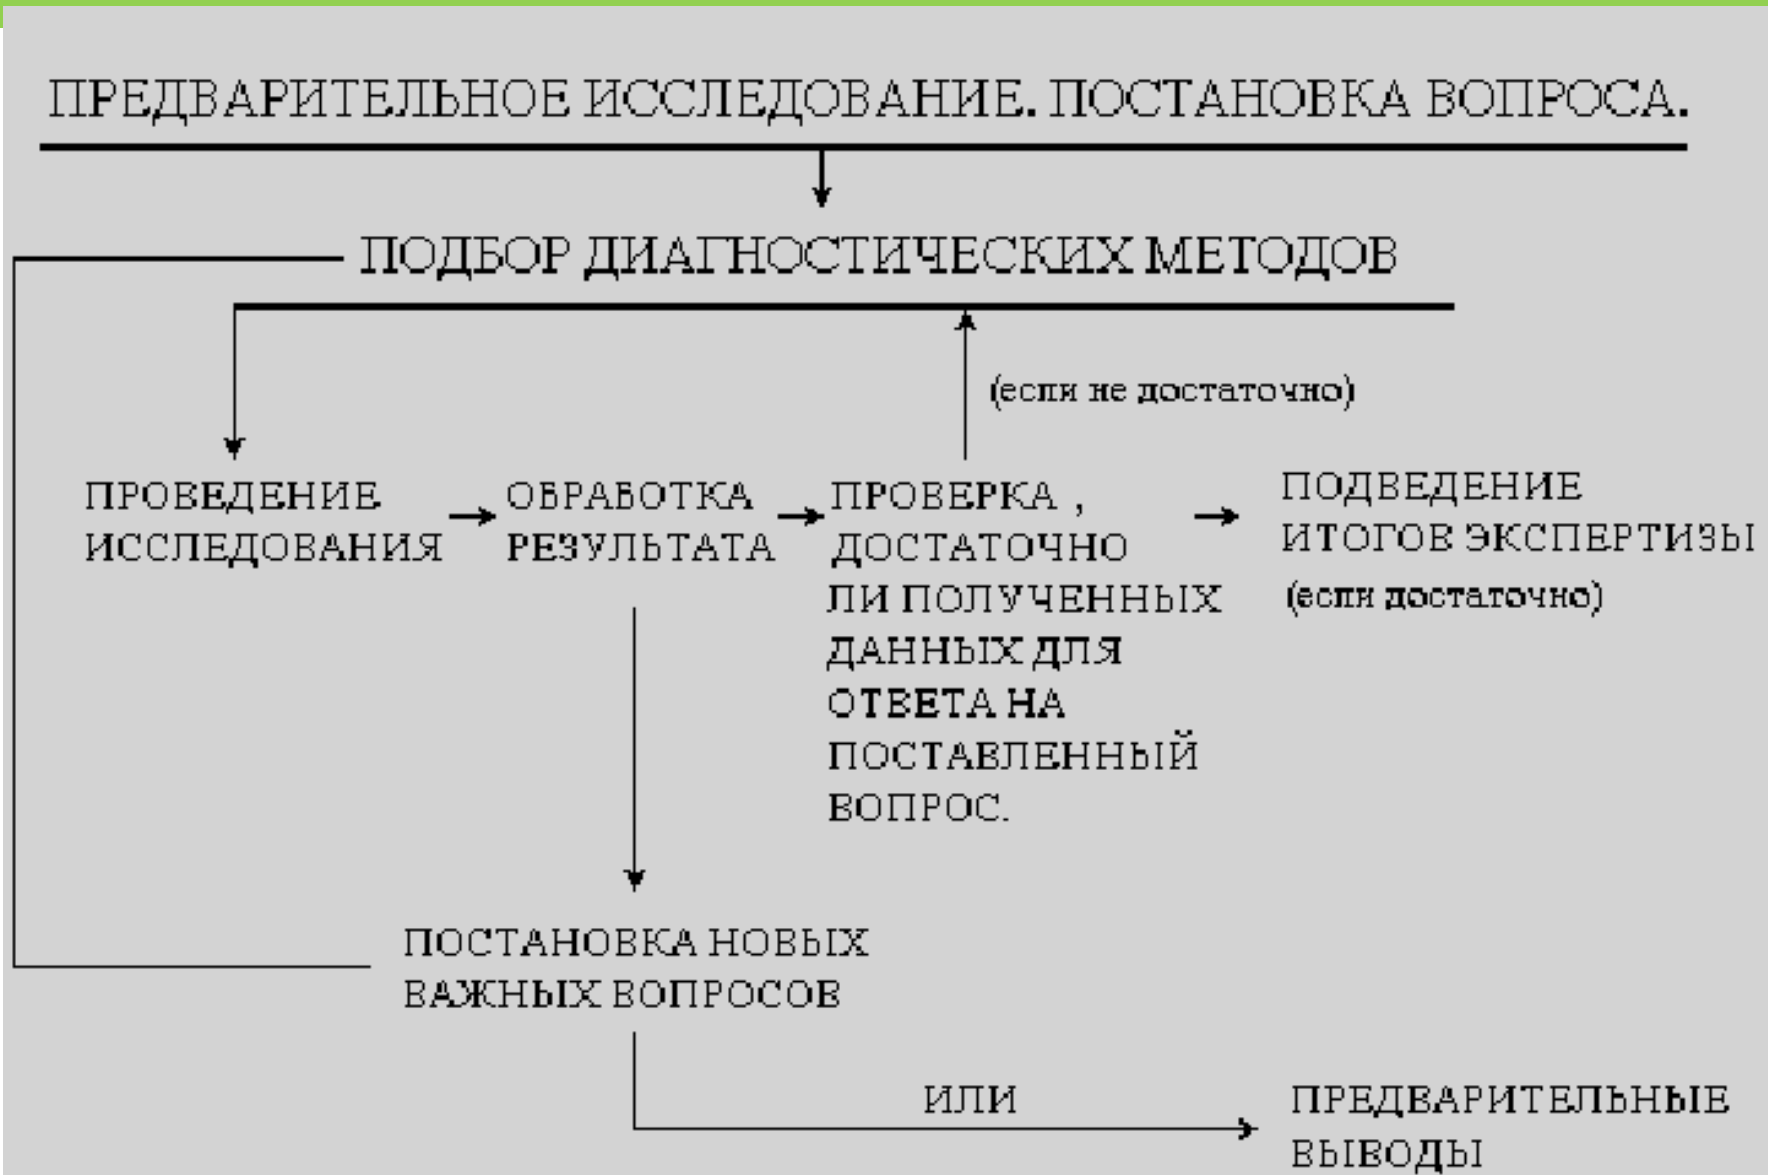 ПРЕДВАРИТЕЛЬНОЕ ИССЛЕДОВАНИЕ. ПОСТАНОВКА ВОПРОСА.
ПОДБОР ДИАГНОСТИЧЕСКИХ МЕТОДОВ
(если не достаточно)
ПРОВЕДЕНИЕ
ИССЛЕДОВАНИЯ
ОБРАБОТКА
РЕЗУЛЬТАТА
ПРОВЕРКА ,
ДОСТАТОЧНО
ЛИ ПОЛУЧЕННЫХ
ДАННЫХ ДЛЯ
ОТВЕТА НА
ПОСТАВЛЕННЫЙ
ВОПРОС.
ПОДВЕДЕНИЕ
ИТОГОВ ЭКСПЕРТИЗЫ
(если достаточно)
ПОСТАНОВКА НОВЫХ
ВАЖНЫХ ВОПРОСОВ
ИЛИ
ПРЕДВАРИТЕЛЬНЫЕ
ВЫВОДЫ